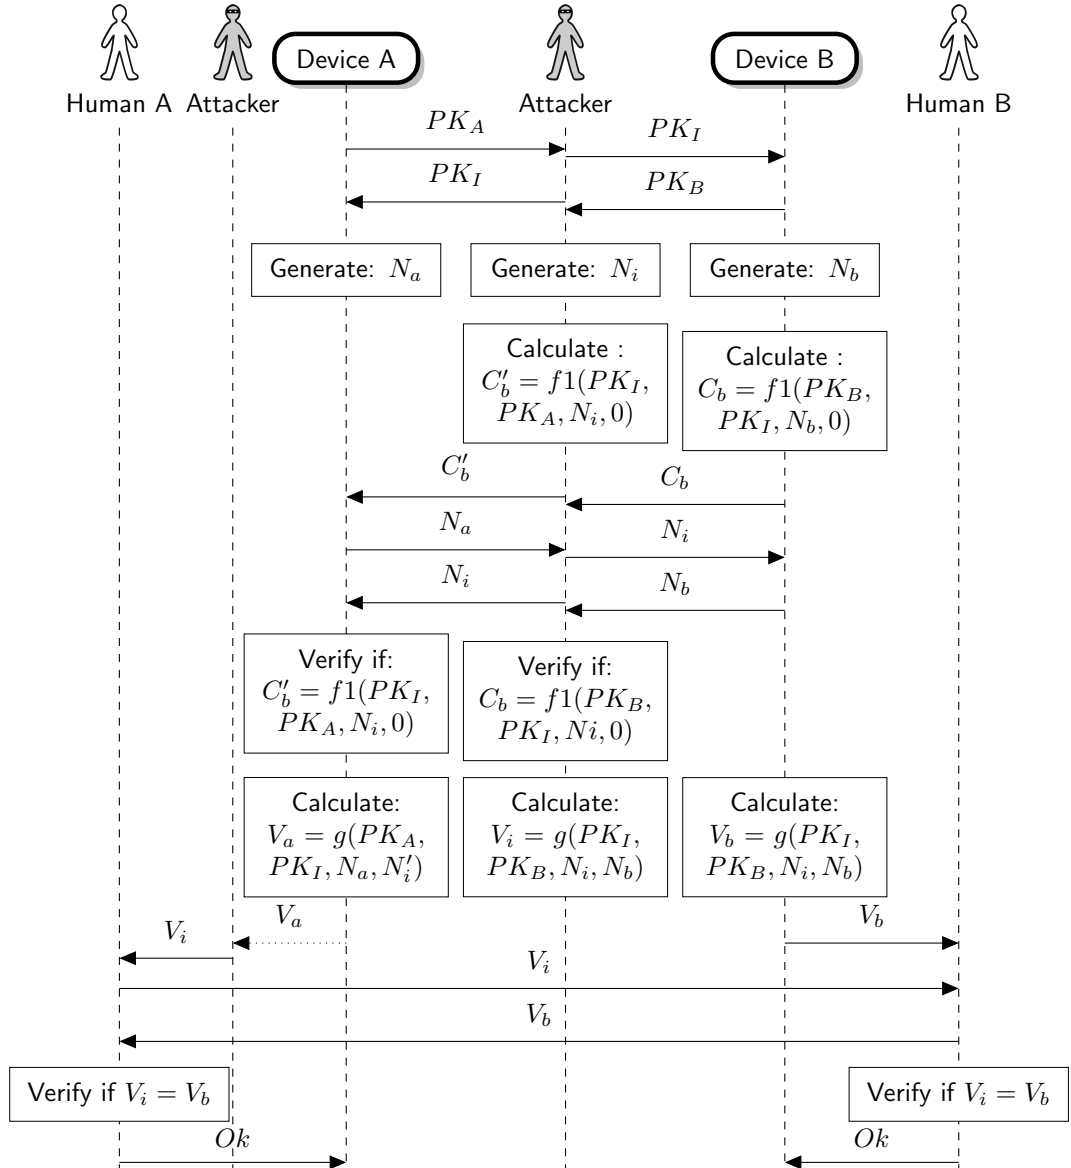 Device A
Device B
Human A
Attacker
Attacker
Human B
PK_A
PK_I
PK_I
PK_B
Generate: N_a
Generate: N_i
Generate: N_b
Calculate :
C'_b = f1(PK_I,
PK_A, N_i, 0)
Calculate :
C_b = f1(PK_B,
PK_I, N_b, 0)
C'_b
C_b
N_a
N_i
N_i
N_b
Verify if:
C'_b = f1(PK_I,
PK_A, N_i, 0)
Verify if:
C_b = f1(PK_B,
PK_I, Ni, 0)
Calculate:
V_a = g(PK_A,
PK_I, N_a, N'_i)
Calculate:
V_i = g(PK_I,
PK_B, N_i, N_b)
Calculate:
V_b = g(PK_I,
PK_B, N_i, N_b)
V_a
V_b
V_i
V_i
V_b
Verify if V_i = V_b
Verify if V_i = V_b
Ok
Ok